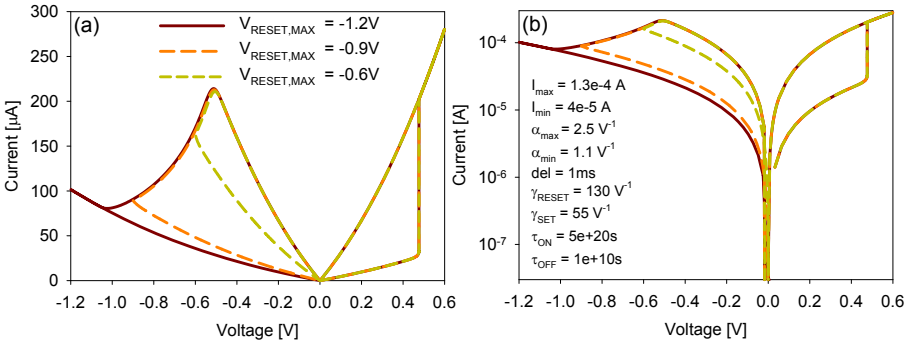 (a)
V_RESET,MAX = -1.2V
V_RESET,MAX = -0.9V
V_RESET,MAX = -0.6V
Current [µA]
300
250
200
150
100
50
0
-1.2 -1.0 -0.8 -0.6 -0.4 -0.2 0.0 0.2 0.4 0.6
Voltage [V]
(b)
Current [A]
10⁻⁴
10⁻⁵
10⁻⁶
10⁻⁷
I_max = 1.3e-4 A
I_min = 4e-5 A
α_max = 2.5 V⁻¹
α_min = 1.1 V⁻¹
del = 1ms
γ_RESET = 130 V⁻¹
γ_SET = 55 V⁻¹
τ_ON = 5e+20s
τ_OFF = 1e+10s
-1.2 -1.0 -0.8 -0.6 -0.4 -0.2 0.0 0.2 0.4 0.6
Voltage [V]